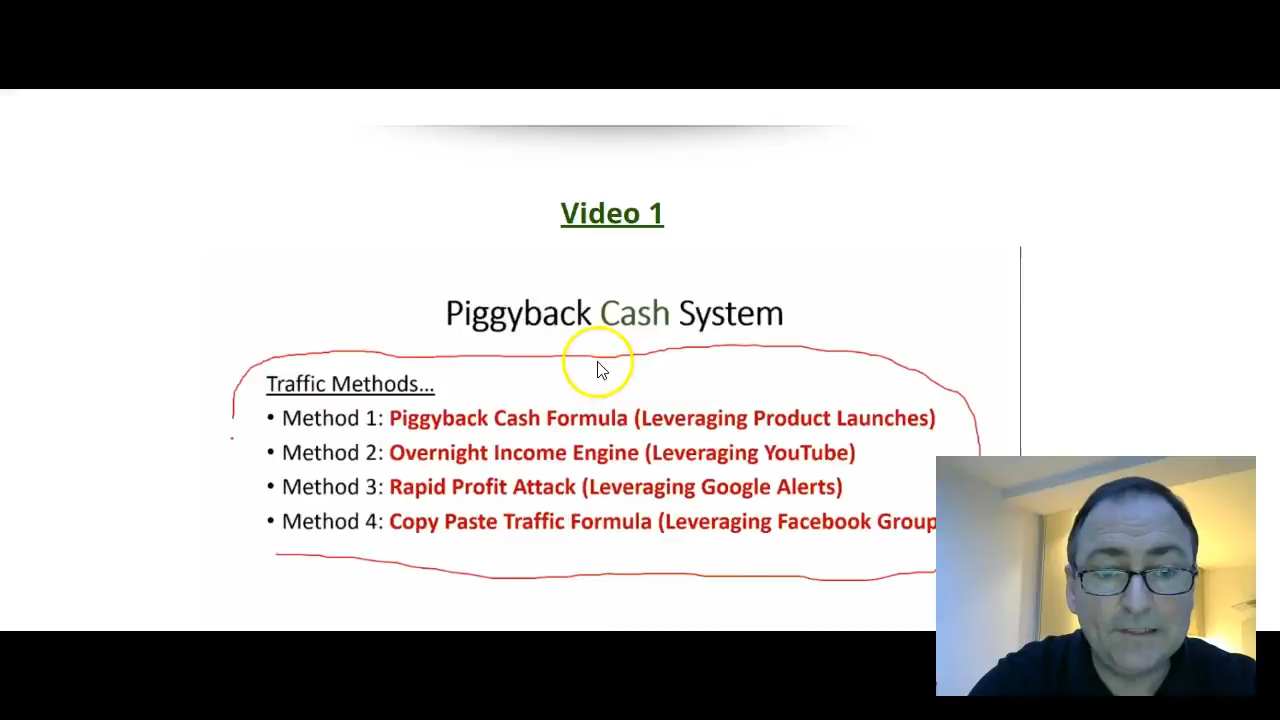 Video 1
Piggyback Cash System
Traffic Methods...
• Method 1: Piggyback Cash Formula (Leveraging Product Launches)
• Method 2: Overnight Income Engine (Leveraging YouTube)
• Method 3: Rapid Profit Attack (Leveraging Google Alerts)
• Method 4: Copy Paste Traffic Formula (Leveraging Facebook Group